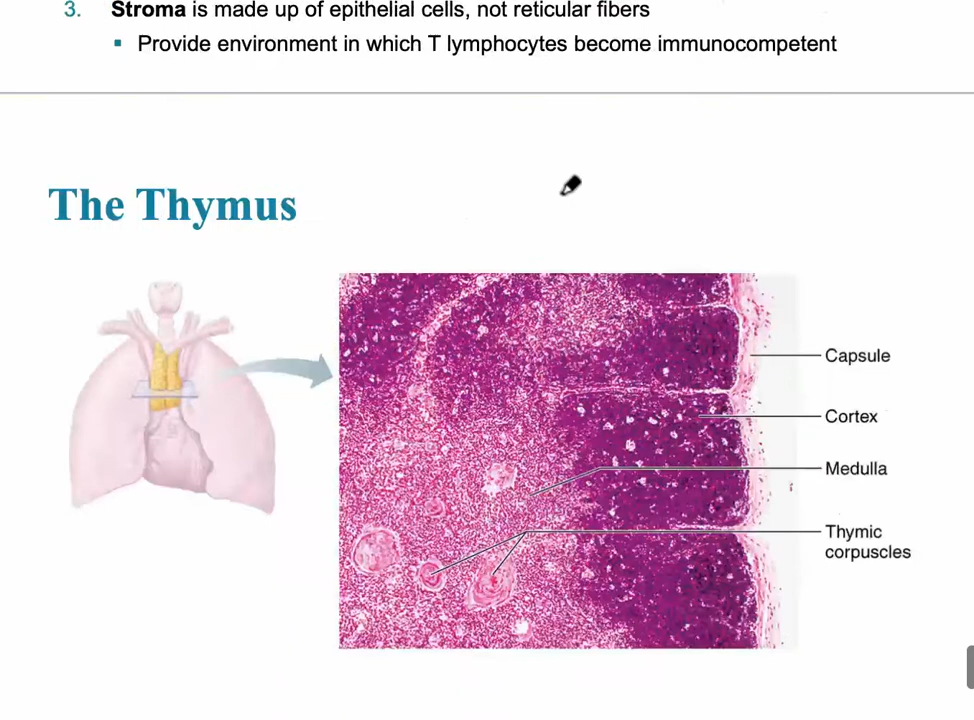 3. Stroma is made up of epithelial cells, not reticular fibers
▪ Provide environment in which T lymphocytes become immunocompetent
The Thymus
Capsule
Cortex
Medulla
Thymic
corpuscles